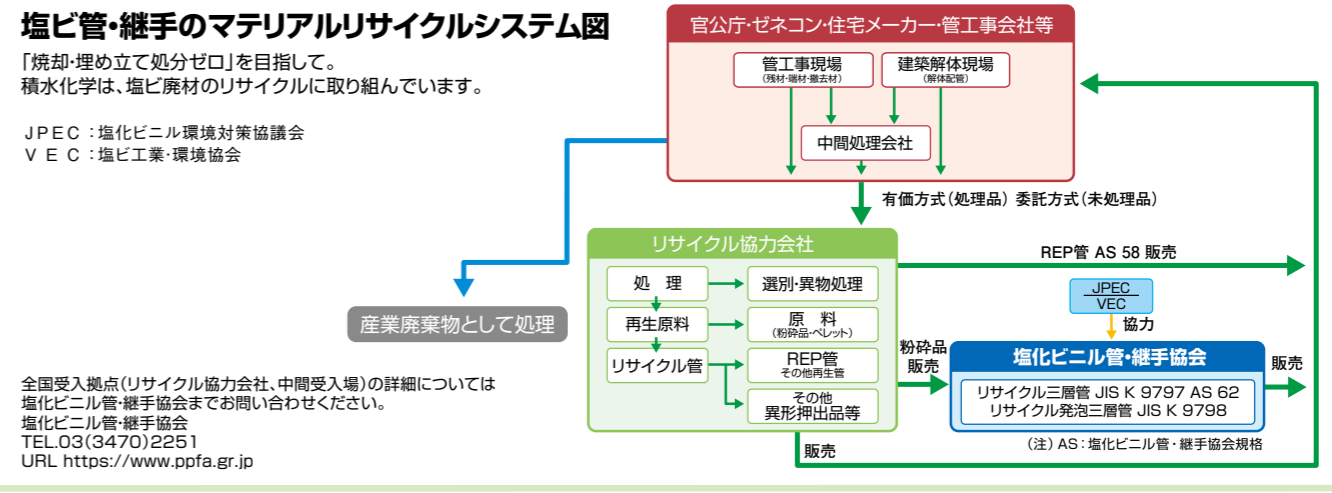 塩ビ管・継手のマテリアルリサイクルシステム図
「焼却・埋め立て処分ゼロ」を目指して。
積水化学は、塩ビ廃材のリサイクルに取り組んでいます。
JPEC：塩化ビニル環境対策協議会
VEC：塩ビ工業・環境協会
官公庁・ゼネコン・住宅メーカー・管工事会社等
管工事現場
（残材・端材・撤去材）
建築解体現場
（解体配管）
中間処理会社
有価方式（処理品） 委託方式（未処理品）
産業廃棄物として処理
リサイクル協力会社
処 理
選別・異物処理
再生原料
原 料
（粉砕品・ペレット）
リサイクル管
REP管
その他再生管
その他
異形押出品等
REP管 AS 58 販売
JPEC
VEC
協力
粉砕品
販売
塩化ビニル管・継手協会
リサイクル三層管 JIS K 9797 AS 62
リサイクル発泡三層管 JIS K 9798
販売
（注）AS：塩化ビニル管・継手協会規格
販売
全国受入拠点（リサイクル協力会社、中間受入場）の詳細については
塩化ビニル管・継手協会までお問い合わせください。
塩化ビニル管・継手協会
TEL.03(3470)2251
URL https://www.ppfa.gr.jp